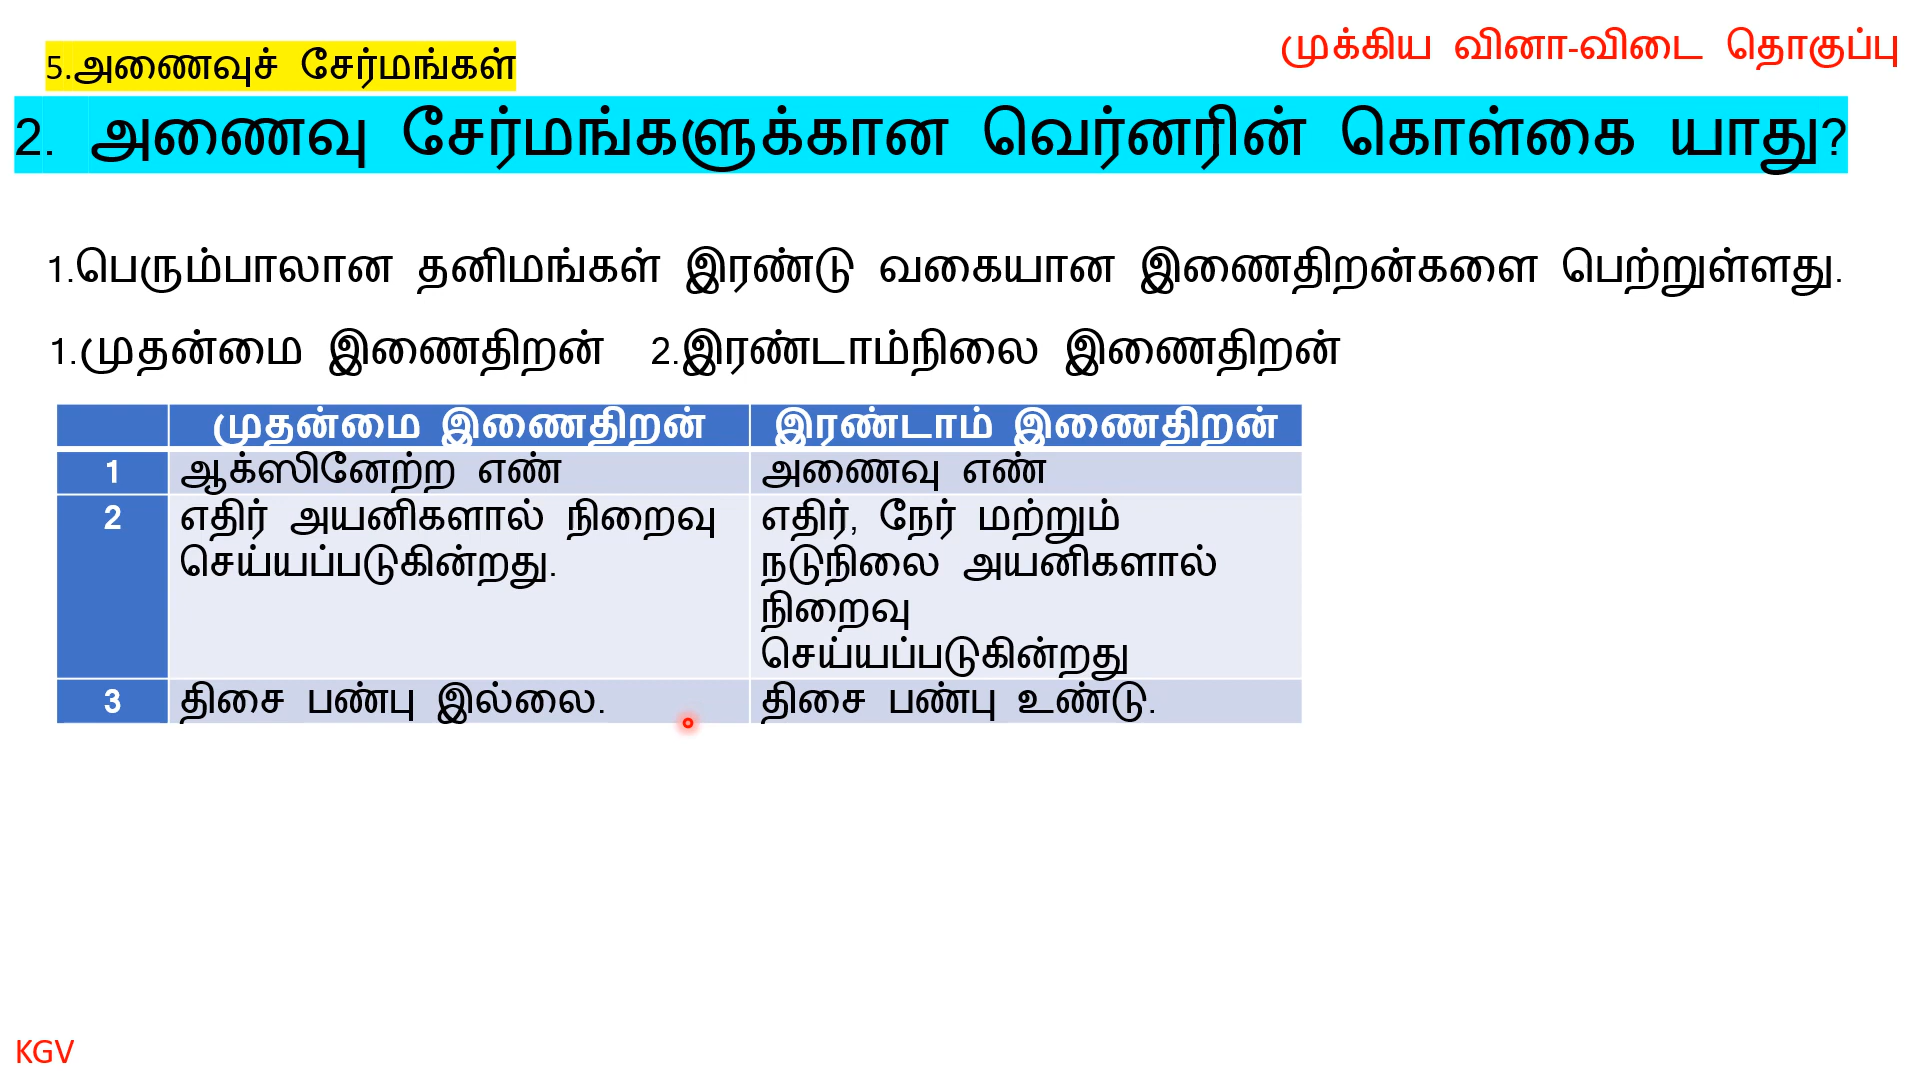 முக்கிய வினா-விடை தொகுப்பு
5.அணைவுச் சேர்மங்கள்
2. அணைவு சேர்மங்களுக்கான வெர்னரின் கொள்கை யாது?
1.பெரும்பாலான தனிமங்கள் இரண்டு வகையான இணைதிறன்களை பெற்றுள்ளது.
1.முதன்மை இணைதிறன் 2.இரண்டாம்நிலை இணைதிறன்
முதன்மை இணைதிறன் இரண்டாம் இணைதிறன்
1 ஆக்ஸினேற்ற எண் அணைவு எண்
2 எதிர் அயனிகளால் நிறைவு எதிர், நேர் மற்றும்
செய்யப்படுகின்றது. நடுநிலை அயனிகளால்
நிறைவு
செய்யப்படுகின்றது
3 திசை பண்பு இல்லை. திசை பண்பு உண்டு.
KGV